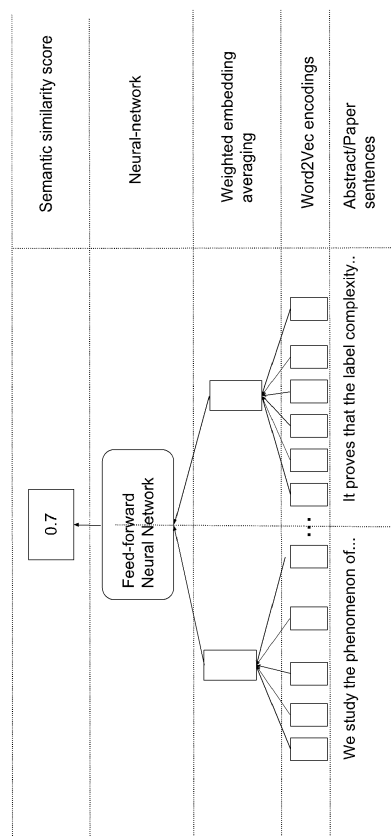 Semantic similarity score
0.7
Neural-network
Feed-forward
Neural Network
Weighted embedding
averaging
Word2Vec encodings
...
Abstract/Paper
sentences
We study the phenomenon of...
It proves that the label complexity..